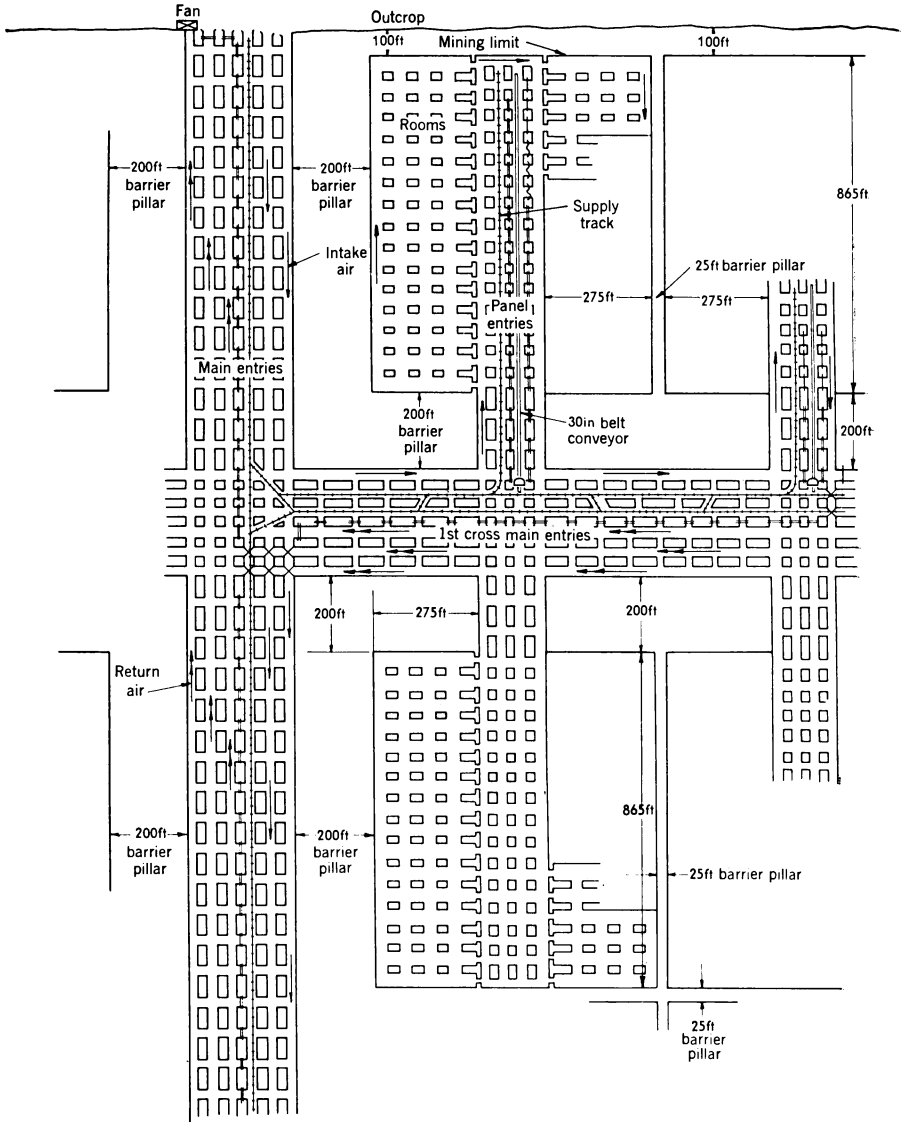 Fan
Outcrop
100ft
Mining limit
100ft
Rooms
200ft
barrier
pillar
200ft
barrier
pillar
865ft
Supply
track
Intake
air
25ft barrier pillar
275ft
275ft
Panel
entries
Main entries
200ft
barrier
pillar
30in belt
conveyor
200ft
1st cross main entries
200ft
275ft
200ft
Return
air
865ft
200ft
barrier
pillar
200ft
barrier
pillar
25ft barrier pillar
25ft
barrier
pillar